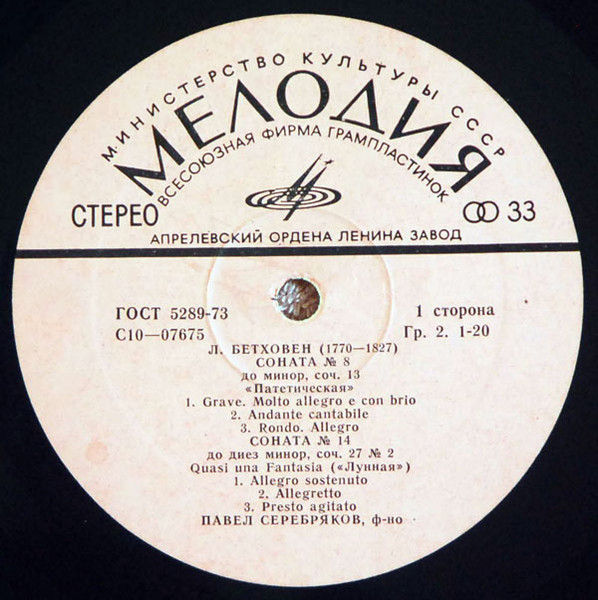 МИНИСТЕРСТВО КУЛЬТУРЫ СССР
МЕЛОДИЯ
ВСЕСОЮЗНАЯ ФИРМА ГРАМПЛАСТИНОК
СТЕРЕО
33
АПРЕЛЕВСКИЙ ОРДЕНА ЛЕНИНА ЗАВОД
ГОСТ 5289-73
1 сторона
С10—07675
Гр. 2. 1-20
Л. БЕТХОВЕН (1770—1827)
СОНАТА № 8
до минор, соч. 13
«Патетическая»
1. Grave. Molto allegro e con brio
2. Andante cantabile
3. Rondo. Allegro
СОНАТА № 14
до диез минор, соч. 27 № 2
Quasi una Fantasia («Лунная»)
1. Allegro sostenuto
2. Allegretto
3. Presto agitato
ПАВЕЛ СЕРЕБРЯКОВ, ф-но